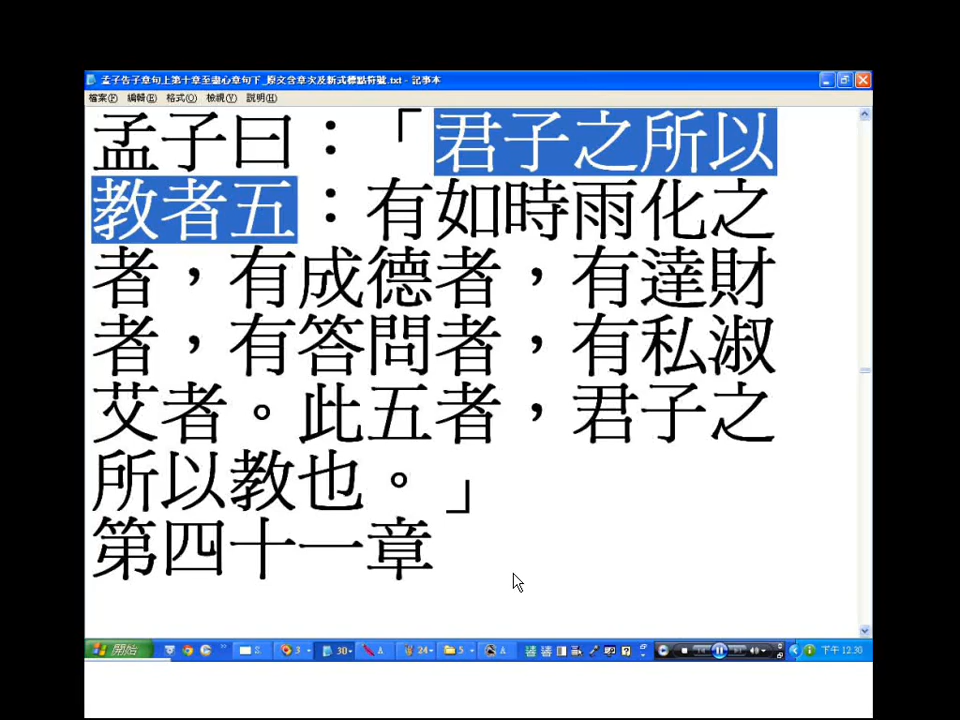 孟子告子章句上第十章至盡心章句下_原文含章次及新式標點符號.txt - 記事本
檔案(F) 編輯(E) 格式(O) 檢視(V) 說明(H)
孟子曰：「君子之所以
教者五：有如時雨化之
者，有成德者，有達財
者，有答問者，有私淑
艾者。此五者，君子之
所以教也。」
第四十一章
開始 3 30 24 5 下午 12:30